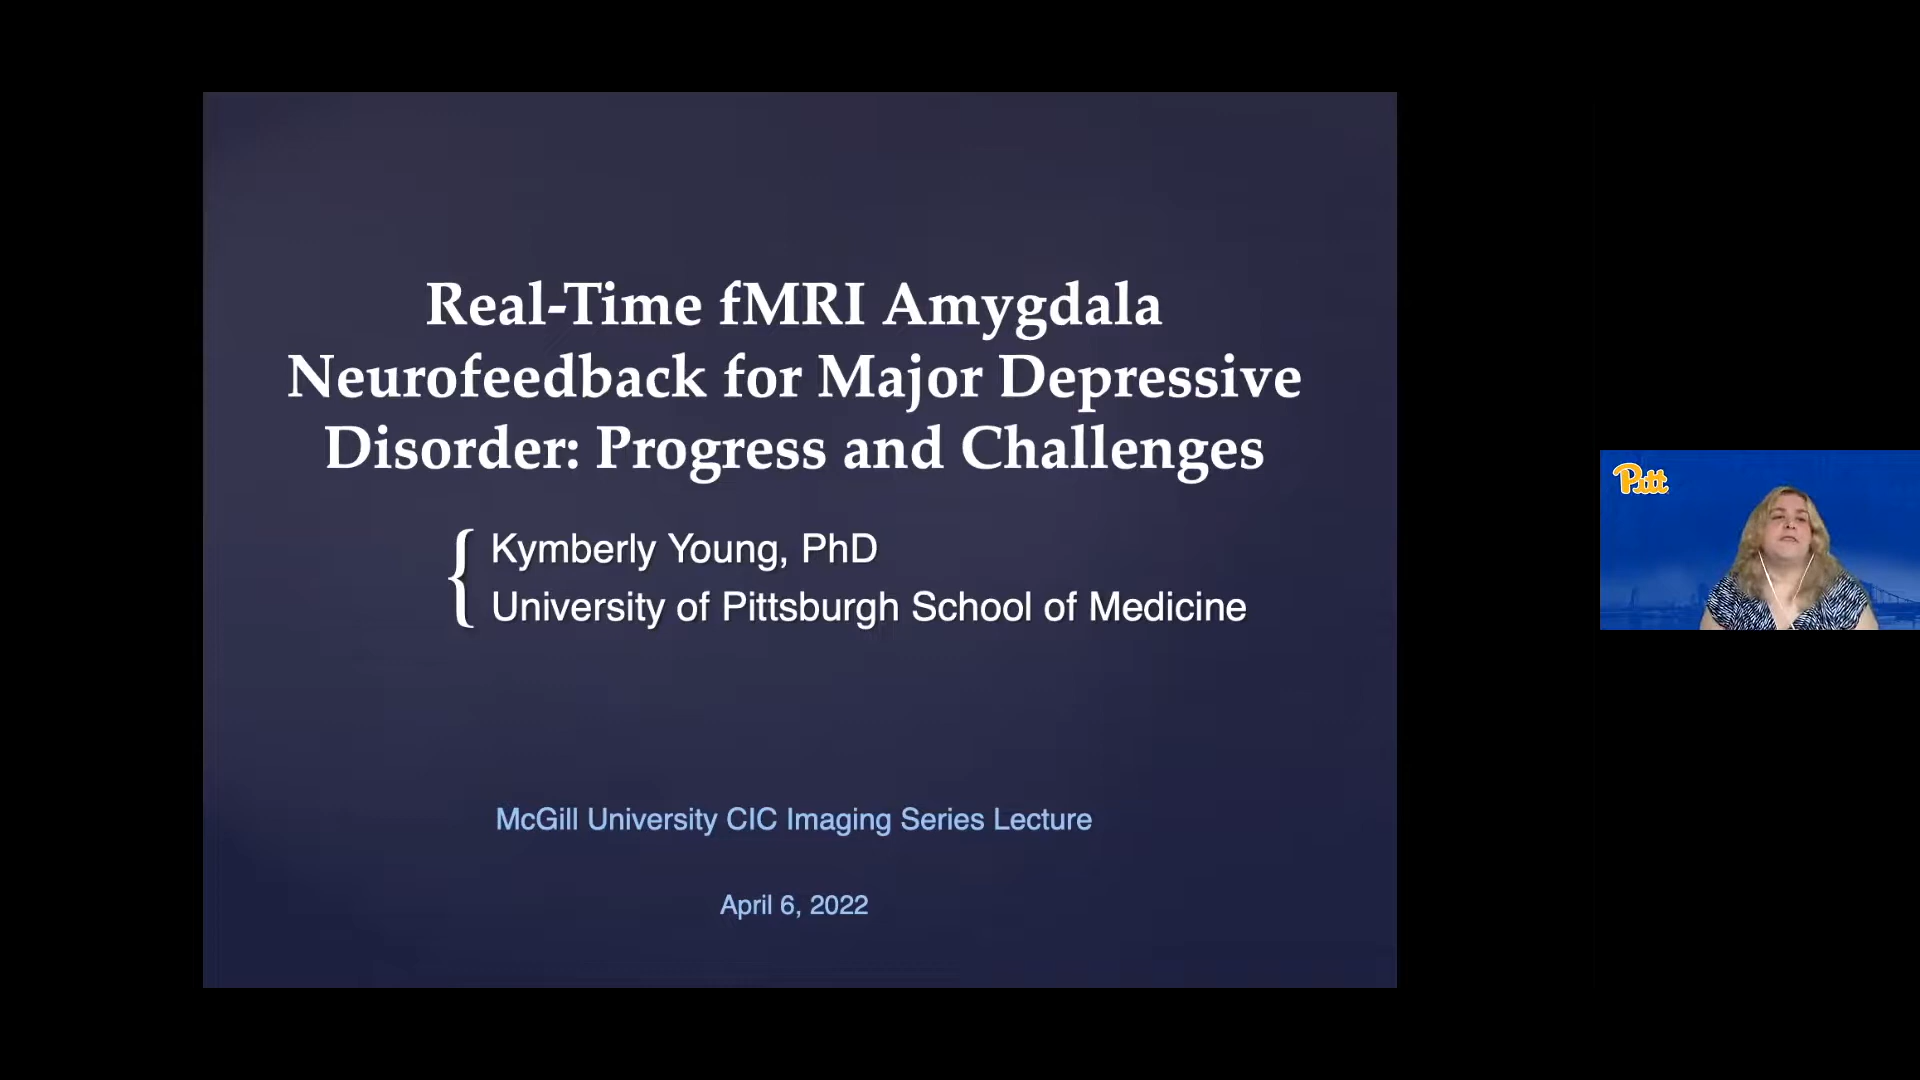 Real-Time fMRI Amygdala
Neurofeedback for Major Depressive
Disorder: Progress and Challenges
Kymberly Young, PhD
University of Pittsburgh School of Medicine
McGill University CIC Imaging Series Lecture
April 6, 2022
Pitt